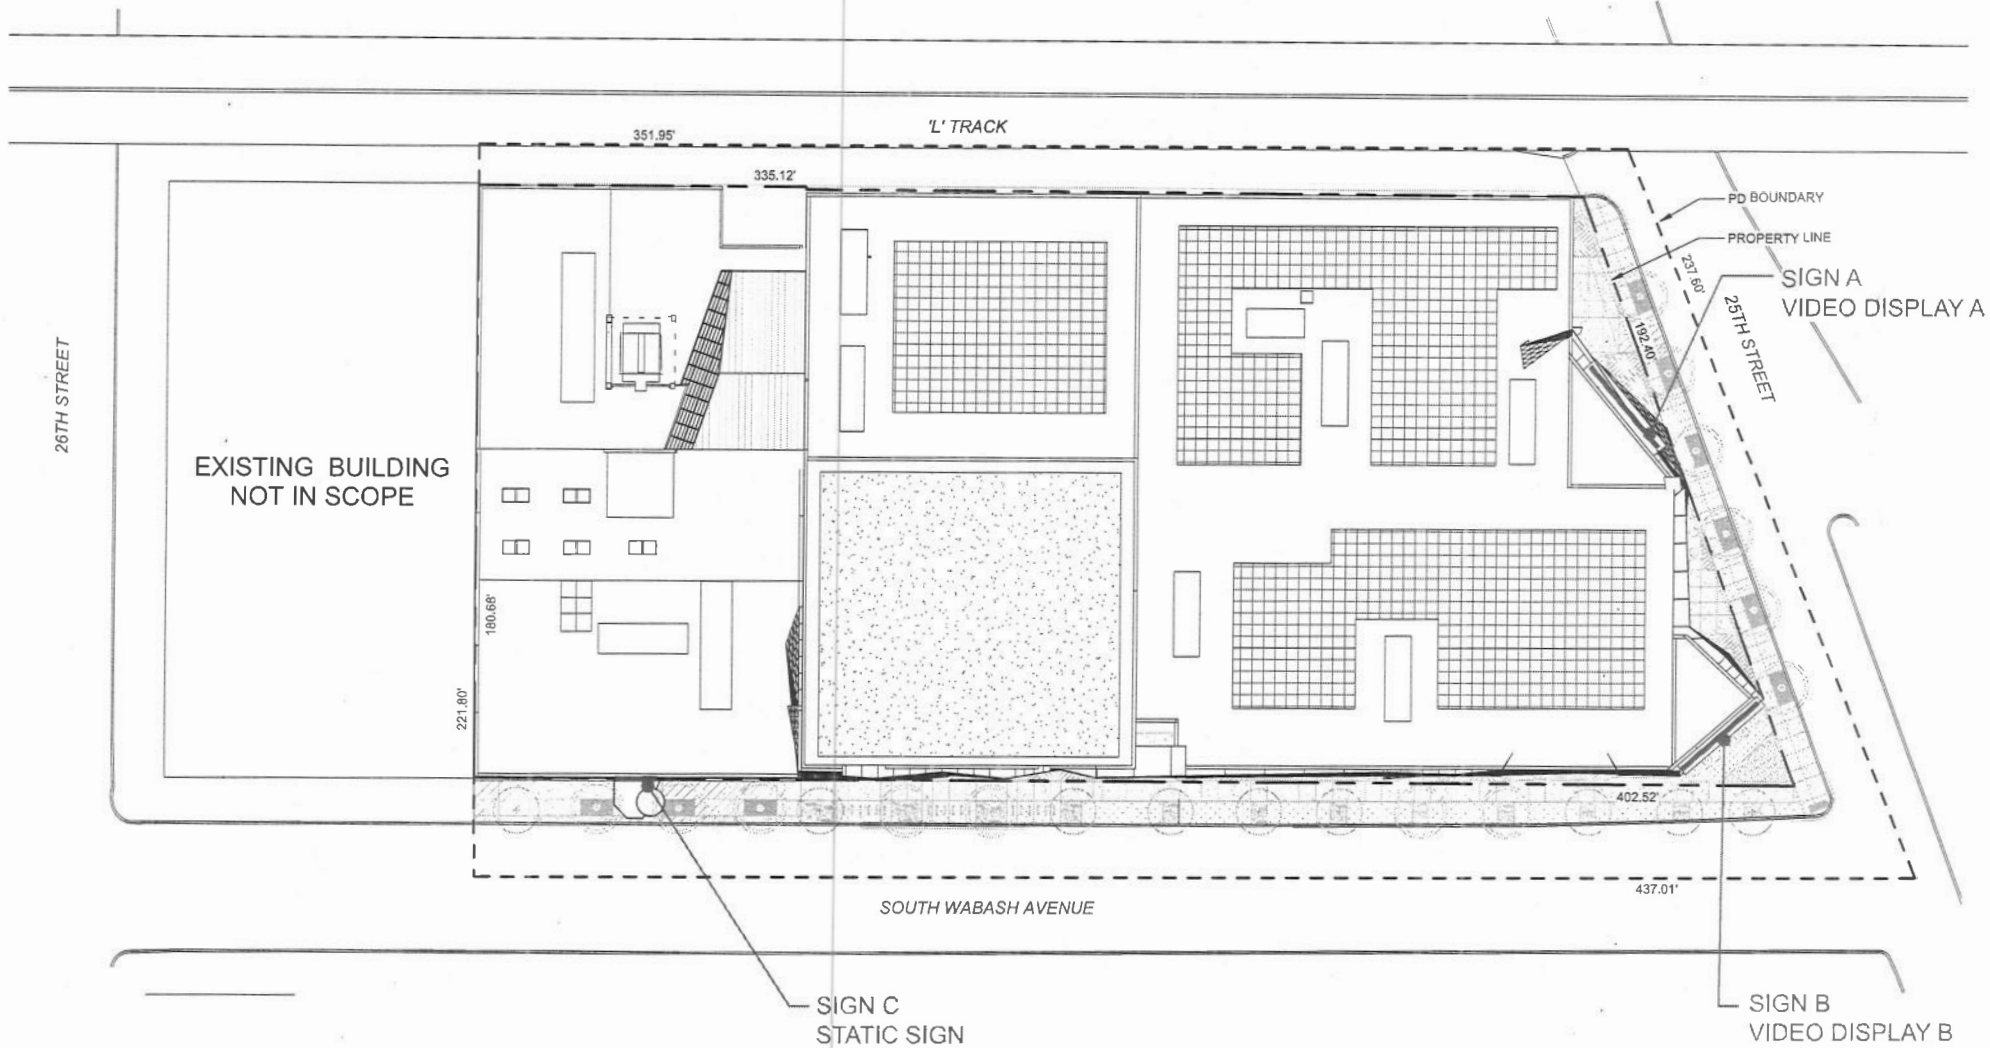 'L' TRACK
351.95'
335.12'
PD BOUNDARY
PROPERTY LINE
237.60'
SIGN A
VIDEO DISPLAY A
25TH STREET
192.40'
26TH STREET
EXISTING BUILDING
NOT IN SCOPE
180.68'
221.80'
402.52'
437.01'
SOUTH WABASH AVENUE
SIGN C
STATIC SIGN
SIGN B
VIDEO DISPLAY B